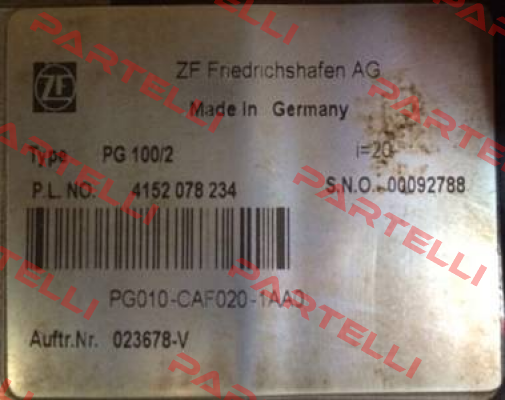 ZF Friedrichshafen AG
ZF
Made In Germany
Type PG 100/2 i=20
P.L. NO: 4152 078 234 S.N.O.: 00092788
PG010-CAF020-1AA0
Auftr.Nr. 023678-V
PARTELLI
PARTELLI
PARTELLI
PARTELLI
PARTELLI